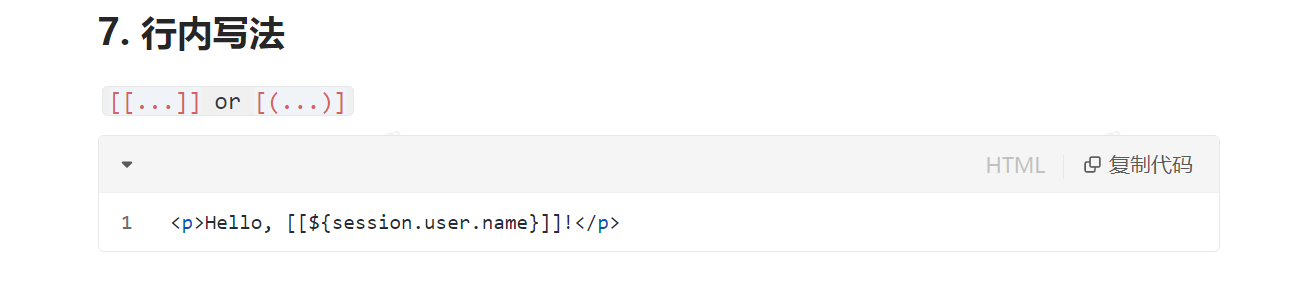 7. 行内写法
[[...]] or [(...)]
HTML 复制代码
1 <p>Hello, [[${session.user.name}]]!</p>